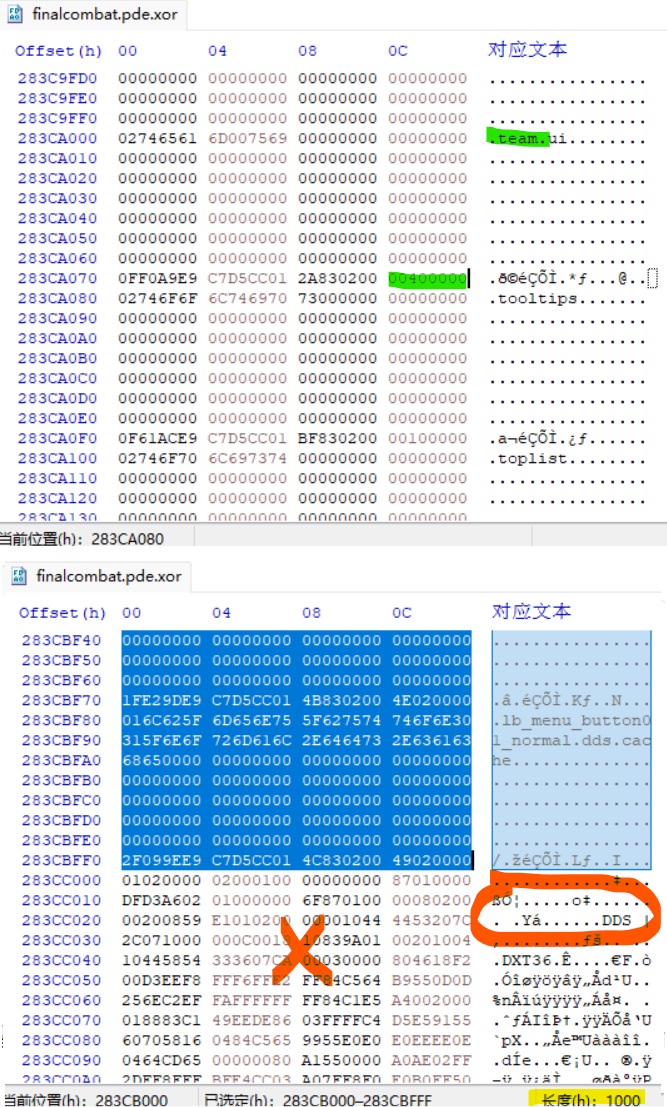 finalcombat.pde.xor
Offset(h) 00 04 08 0C 对应文本
283C9FD0 00000000 00000000 00000000 00000000 ................
283C9FE0 00000000 00000000 00000000 00000000 ................
283C9FF0 00000000 00000000 00000000 00000000 ................
283CA000 02746561 6D007569 00000000 00000000 .team.ui........
283CA010 00000000 00000000 00000000 00000000 ................
283CA020 00000000 00000000 00000000 00000000 ................
283CA030 00000000 00000000 00000000 00000000 ................
283CA040 00000000 00000000 00000000 00000000 ................
283CA050 00000000 00000000 00000000 00000000 ................
283CA060 00000000 00000000 00000000 00000000 ................
283CA070 0FF0A9E9 C7D5CC01 2A830200 00400000 .ð©éÇÕÌ.*ƒ...@..
283CA080 02746F6F 6C746970 73000000 00000000 .tooltips.......
283CA090 00000000 00000000 00000000 00000000 ................
283CA0A0 00000000 00000000 00000000 00000000 ................
283CA0B0 00000000 00000000 00000000 00000000 ................
283CA0C0 00000000 00000000 00000000 00000000 ................
283CA0D0 00000000 00000000 00000000 00000000 ................
283CA0E0 00000000 00000000 00000000 00000000 ................
283CA0F0 0F61ACE9 C7D5CC01 BF830200 00100000 .a¬éÇÕÌ.¿ƒ......
283CA100 02746F70 6C697374 00000000 00000000 .toplist........
283CA110 00000000 00000000 00000000 00000000 ................
283CA120 00000000 00000000 00000000 00000000 ................
283CA130 00000000 00000000 00000000 00000000 ................
当前位置(h): 283CA080
finalcombat.pde.xor
Offset(h) 00 04 08 0C 对应文本
283CBF40 00000000 00000000 00000000 00000000 ................
283CBF50 00000000 00000000 00000000 00000000 ................
283CBF60 00000000 00000000 00000000 00000000 ................
283CBF70 1FE29DE9 C7D5CC01 4B830200 4E020000 .â.éÇÕÌ.Kƒ..N...
283CBF80 016C625F 6D656E75 5F627574 746F6E30 .lb_menu_button0
283CBF90 315F6E6F 726D616C 2E646473 2E636163 1_normal.dds.cac
283CBFA0 68650000 00000000 00000000 00000000 he..............
283CBFB0 00000000 00000000 00000000 00000000 ................
283CBFC0 00000000 00000000 00000000 00000000 ................
283CBFD0 00000000 00000000 00000000 00000000 ................
283CBFE0 00000000 00000000 00000000 00000000 ................
283CBFF0 2F099EE9 C7D5CC01 4C830200 49020000 /.žéÇÕÌ.Lƒ..I...
283CC000 01020000 02000100 00000000 87010000 ............‡...
283CC010 DFD3A602 01000000 6F870100 00080200 ßÓ¦.....o‡......
283CC020 00200859 E1010200 00001044 4453207C . .Yá......DDS |
283CC030 2C071000 000C0018 10839A01 00201004
283CC040 10445854 333607CA 00030000 804618F2 .DXT36.Ê....€F.ò
283CC050 00D3EEF8 FFF6FFE2 FF84C564 B9550D0D
283CC060 256EC2EF FAFFFFFF FF84C1E5 A4002000
283CC070 018883C1 49EEDE86 03FFFFC4 D5E59155
283CC080 60705816 0484C565 9955E0E0 E0EEEE0E
283CC090 0464CD65 00000080 A1550000 A0AE02FF
283CC0A0
当前位置(h): 283CB000 已选定(h): 283CB000–283CBFFF 长度(h): 1000